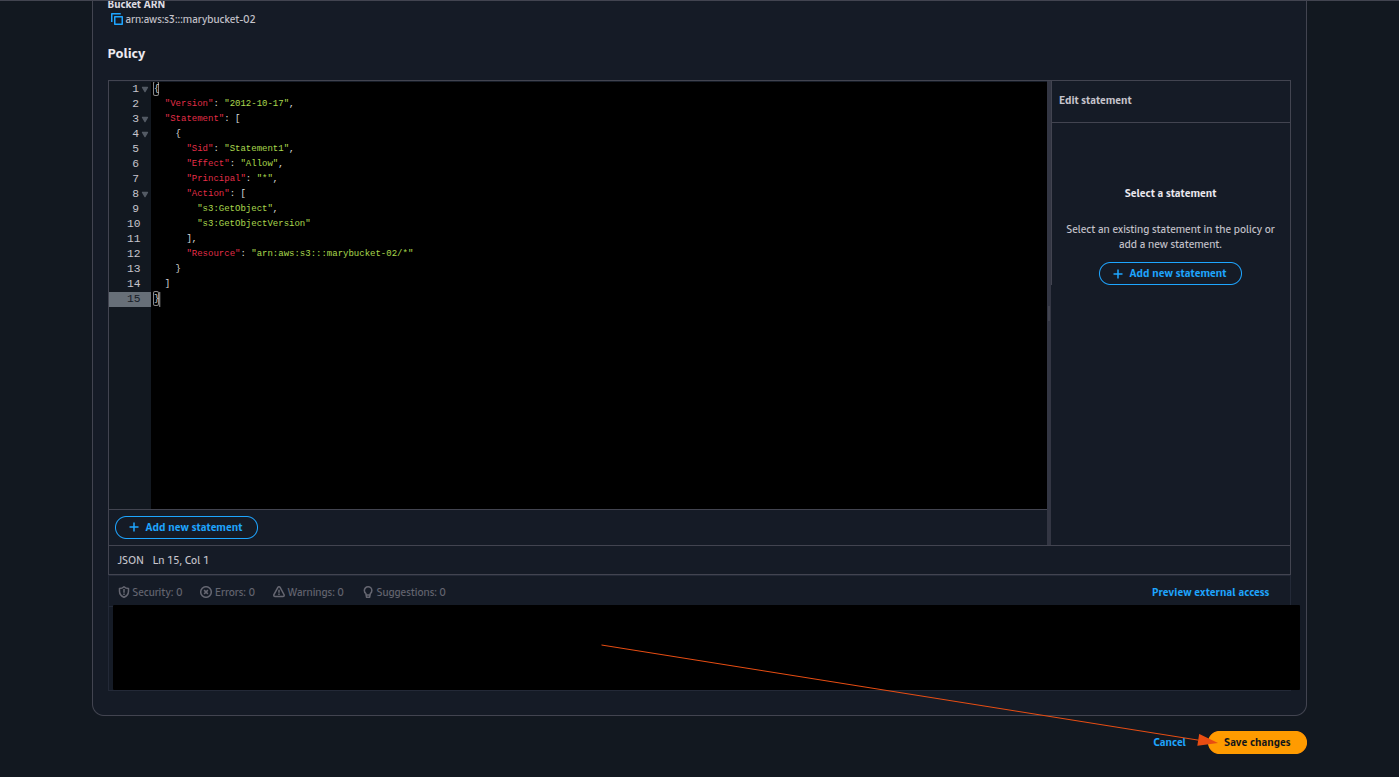 Bucket ARN
arn:aws:s3:::marybucket-02
Policy
1 {
2 "Version": "2012-10-17",
3 "Statement": [
4 {
5 "Sid": "Statement1",
6 "Effect": "Allow",
7 "Principal": "*",
8 "Action": [
9 "s3:GetObject",
10 "s3:GetObjectVersion"
11 ],
12 "Resource": "arn:aws:s3:::marybucket-02/*"
13 }
14 ]
15 }
Edit statement
Select a statement
Select an existing statement in the policy or
add a new statement.
+ Add new statement
+ Add new statement
JSON Ln 15, Col 1
Security: 0 Errors: 0 Warnings: 0 Suggestions: 0
Preview external access
Cancel
Save changes